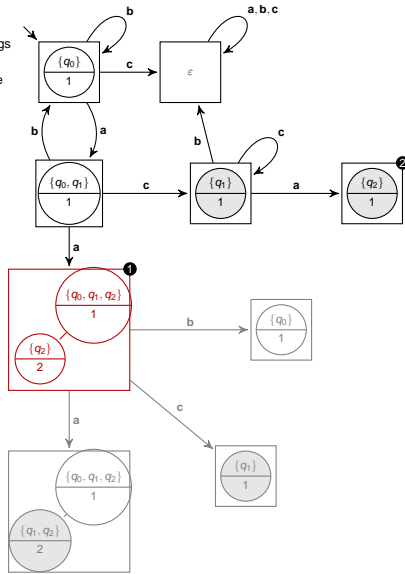 b
a, b, c
gs
{q₀}
1
c
ε
e
b
a
b
c
{q₀, q₁}
1
c
{q₁}
1
a
2
{q₂}
1
a
1
{q₀, q₁, q₂}
1
{q₂}
2
b
{q₀}
1
a
c
{q₀, q₁, q₂}
1
{q₁}
1
{q₁, q₂}
2